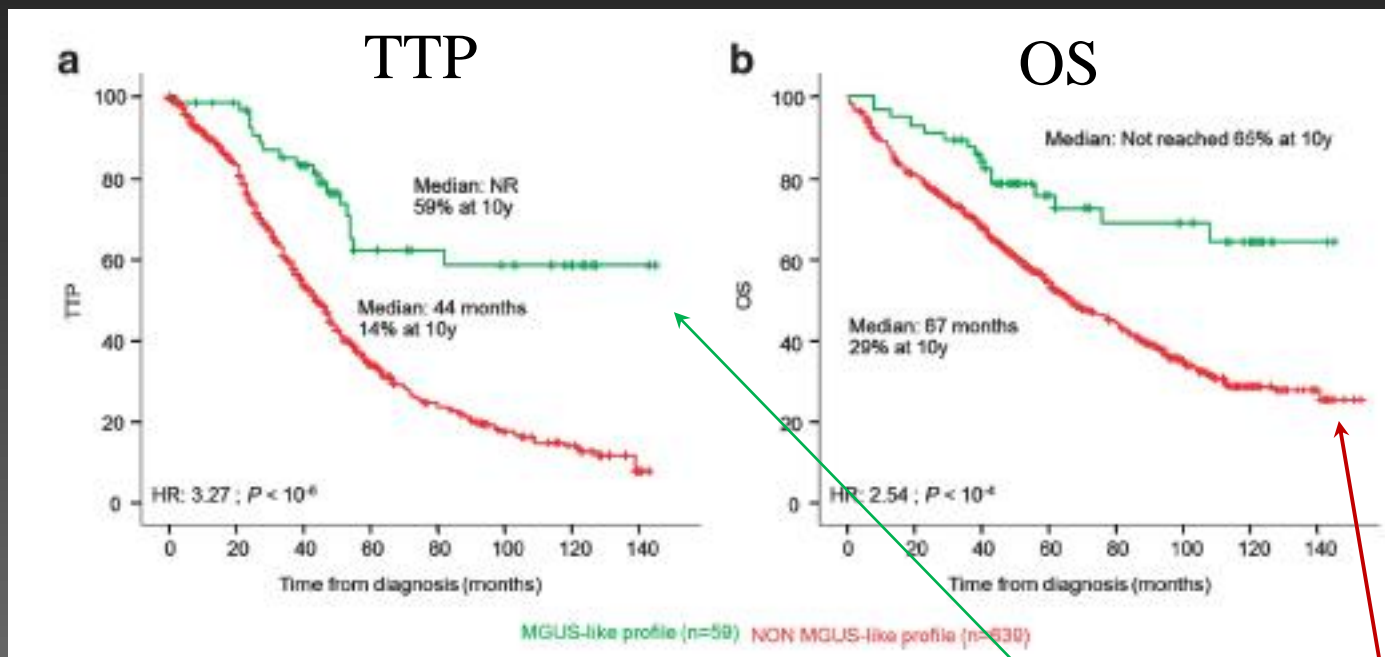 a
TTP
100
80
60
40
20
0
TTP
Median: NR
59% at 10y
Median: 44 months
14% at 10y
HR: 3.27 ; P < 10⁻⁶
0 20 40 60 80 100 120 140
Time from diagnosis (months)
b
OS
100
80
60
40
20
0
OS
Median: Not reached 65% at 10y
Median: 67 months
29% at 10y
HR: 2.54 ; P < 10⁻⁴
0 20 40 60 80 100 120 140
Time from diagnosis (months)
MGUS-like profile (n=59) NON MGUS-like profile (n=630)